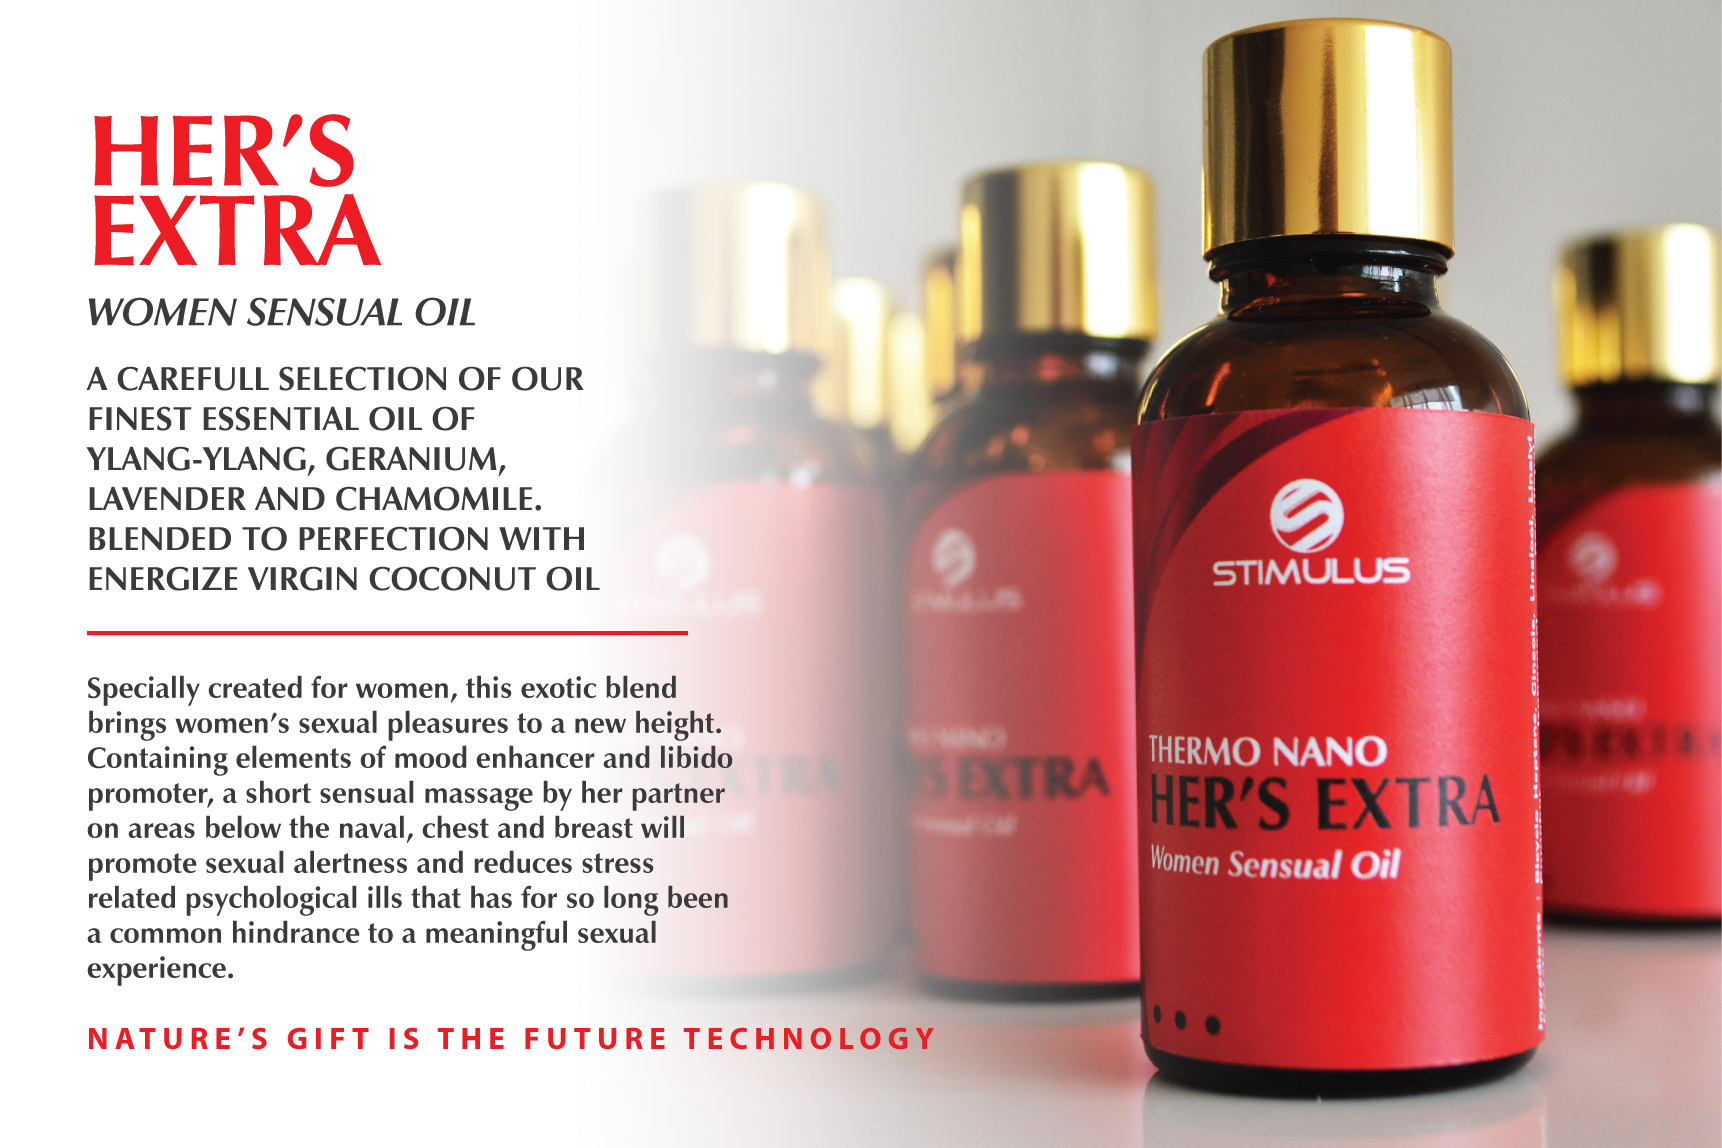 HER'S
EXTRA
WOMEN SENSUAL OIL
A CAREFULL SELECTION OF OUR
FINEST ESSENTIAL OIL OF
YLANG-YLANG, GERANIUM,
LAVENDER AND CHAMOMILE.
BLENDED TO PERFECTION WITH
ENERGIZE VIRGIN COCONUT OIL
Specially created for women, this exotic blend
brings women's sexual pleasures to a new height.
Containing elements of mood enhancer and libido
promoter, a short sensual massage by her partner
on areas below the naval, chest and breast will
promote sexual alertness and reduces stress
related psychological ills that has for so long been
a common hindrance to a meaningful sexual
experience.
NATURE'S GIFT IS THE FUTURE TECHNOLOGY
STIMULUS
THERMO NANO
HER'S EXTRA
Women Sensual Oil